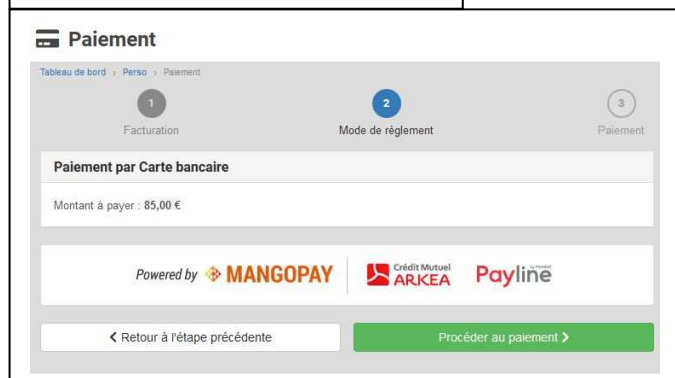 Paiement
Tableau de bord > Perso > Paiement
1 2 3
Facturation Mode de règlement Paiement
Paiement par Carte bancaire
Montant à payer : 85,00 €
Powered by MANGOPAY Crédit Mutuel ARKEA Payline
< Retour à l'étape précédente Procéder au paiement >